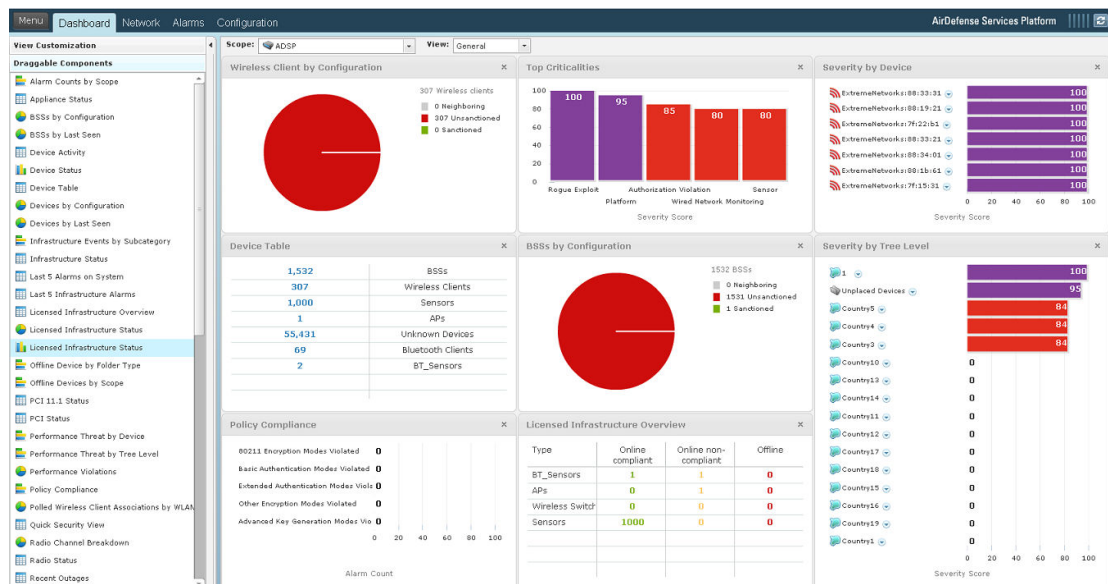 Menu Dashboard Network Alarms Configuration
AirDefense Services Platform
View Customization
Draggable Components
Alarm Counts by Scope
Appliance Status
BSSs by Configuration
BSSs by Last Seen
Device Activity
Device Status
Device Table
Devices by Configuration
Devices by Last Seen
Infrastructure Events by Subcategory
Infrastructure Status
Last 5 Alarms on System
Last 5 Infrastructure Alarms
Licensed Infrastructure Overview
Licensed Infrastructure Status
Licensed Infrastructure Status
Offline Device by Folder Type
Offline Devices by Scope
PCI 11.1 Status
PCI Status
Performance Threat by Device
Performance Threat by Tree Level
Performance Violations
Policy Compliance
Polled Wireless Client Associations by WLAN
Quick Security View
Radio Channel Breakdown
Radio Status
Recent Outages
Scope: ADSP View: General
Wireless Client by Configuration
307 Wireless clients
0 Neighboring
307 Unsanctioned
0 Sanctioned
Top Criticalities
100
80
60
40
20
0
100 95 85 80 80
Rogue Exploit Authorization Violation Sensor
Platform Wired Network Monitoring
Severity Score
Severity by Device
ExtremeNetworks:88:33:31 100
ExtremeNetworks:88:19:21 100
ExtremeNetworks:7f:22:b1 100
ExtremeNetworks:88:33:21 100
ExtremeNetworks:88:34:01 100
ExtremeNetworks:88:1b:61 100
ExtremeNetworks:7f:15:31 100
0 20 40 60 80 100
Severity Score
Device Table
1,532 BSSs
307 Wireless Clients
1,000 Sensors
1 APs
55,431 Unknown Devices
69 Bluetooth Clients
2 BT_Sensors
BSSs by Configuration
1532 BSSs
0 Neighboring
1531 Unsanctioned
1 Sanctioned
Severity by Tree Level
1 100
Unplaced Devices 95
Country5 84
Country4 84
Country3 84
Country10 0
Country13 0
Country14 0
Country11 0
Country12 0
Country17 0
Country18 0
Country15 0
Country16 0
Country19 0
Country1 0
0 20 40 60 80 100
Severity Score
Policy Compliance
80211 Encryption Modes Violated 0
Basic Authentication Modes Violated 0
Extended Authentication Modes Viola 0
Other Encryption Modes Violated 0
Advanced Key Generation Modes Vio 0
0 20 40 60 80 100
Alarm Count
Licensed Infrastructure Overview
Type Online compliant Online non-compliant Offline
BT_Sensors 1 1 0
APs 0 1 0
Wireless Switch 0 0 0
Sensors 1000 0 0